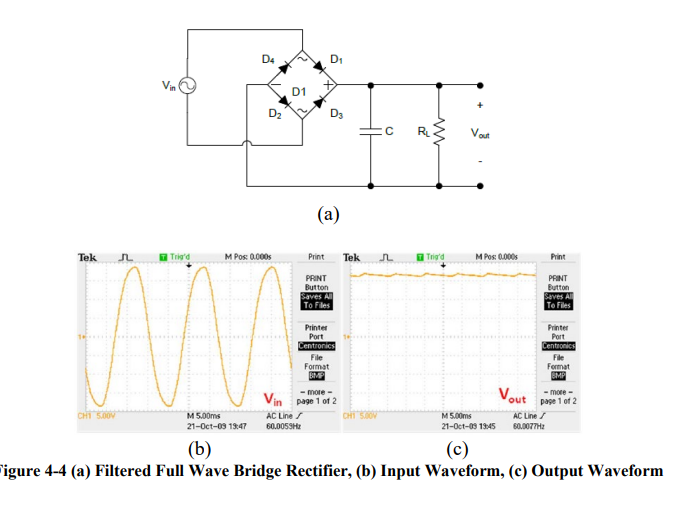 D4 D1
Vin
D1
D2 D3
- +
C RL
+
Vout
-
(a)
Tek Trig'd M Pos: 0.000s Print
PRINT
Button
Saves All
To Files
Printer
Port
Centronics
File
Format
BMP
- more -
page 1 of 2
Vin
CH1 5.00V M 5.00ms AC Line
21-Oct-09 19:47 60.0053Hz
Tek Trig'd M Pos: 0.000s Print
PRINT
Button
Saves All
To Files
Printer
Port
Centronics
File
Format
BMP
- more -
page 1 of 2
Vout
CH1 5.00V M 5.00ms AC Line
21-Oct-09 19:45 60.0077Hz
(b) (c)
igure 4-4 (a) Filtered Full Wave Bridge Rectifier, (b) Input Waveform, (c) Output Waveform